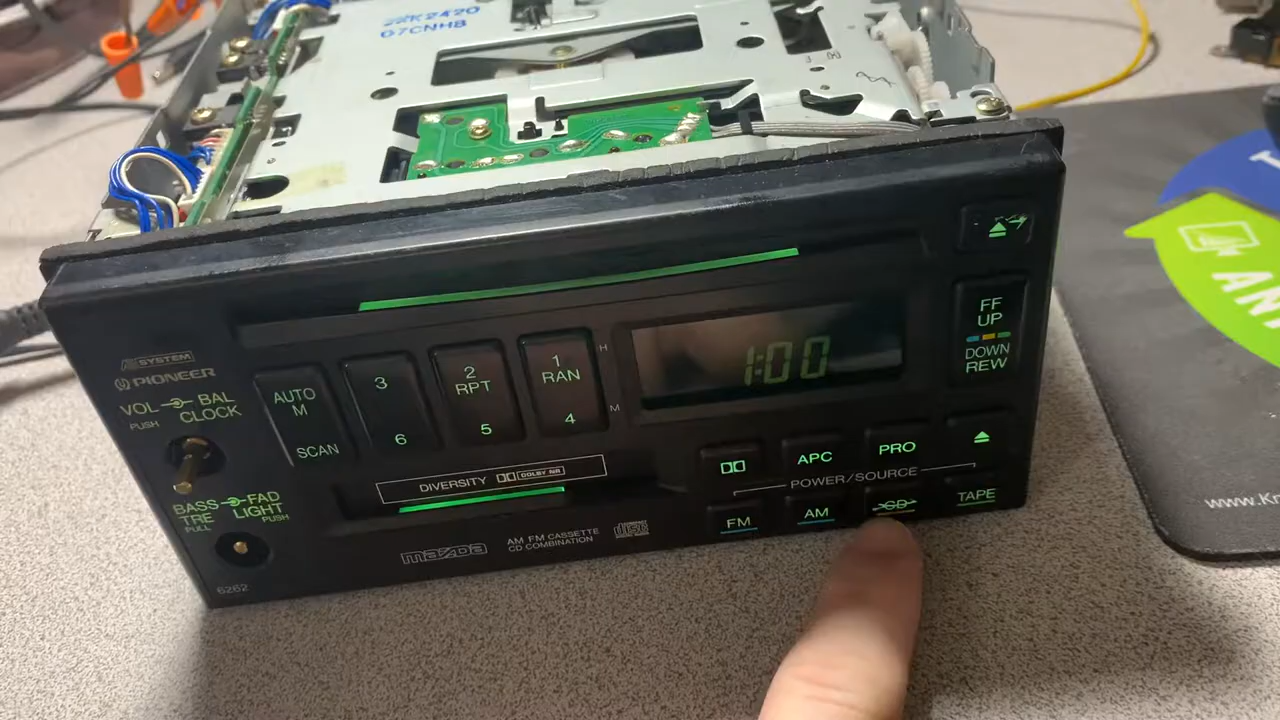 22K2420
07CNHB
SYSTEM
PIONEER
VOL BAL
PUSH CLOCK
AUTO
M
SCAN
3
6
2
RPT
5
1
RAN
4
H
M
1:00
FF
UP
DOWN
REW
APC
PRO
POWER/SOURCE
FM
AM
CD
TAPE
DIVERSITY DOLBY NR
BASS FAD
TRE LIGHT
PULL PUSH
mazda
AM FM CASSETTE
CD COMBINATION
disc
6262
www.Kn